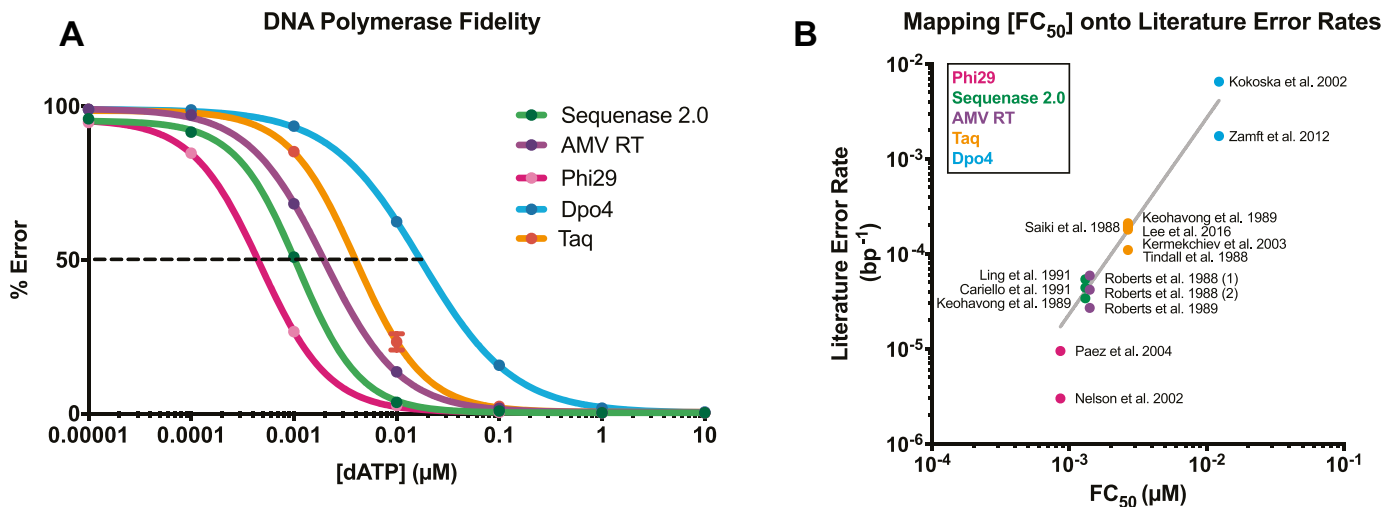 A
DNA Polymerase Fidelity
% Error
100
50
0
Sequenase 2.0
AMV RT
Phi29
Dpo4
Taq
0.00001 0.0001 0.001 0.01 0.1 1 10
[dATP] (µM)
B
Mapping [FC50] onto Literature Error Rates
Literature Error Rate
(bp-1)
10-2
10-3
10-4
10-5
10-6
Phi29
Sequenase 2.0
AMV RT
Taq
Dpo4
Kokoska et al. 2002
Zamft et al. 2012
Saiki et al. 1988
Keohavong et al. 1989
Lee et al. 2016
Kermekchiev et al. 2003
Tindall et al. 1988
Ling et al. 1991
Cariello et al. 1991
Keohavong et al. 1989
Roberts et al. 1988 (1)
Roberts et al. 1988 (2)
Roberts et al. 1989
Paez et al. 2004
Nelson et al. 2002
10-4 10-3 10-2 10-1
FC50 (µM)